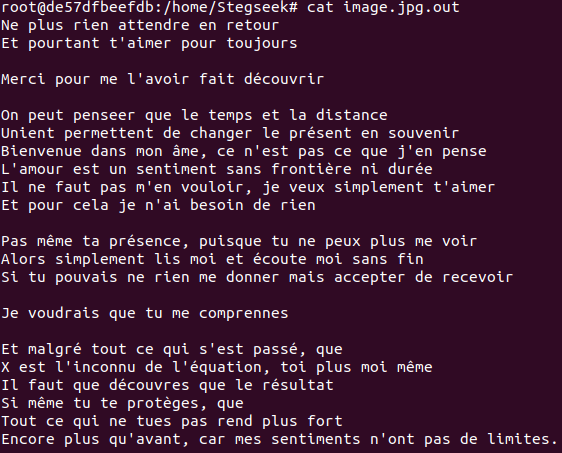 root@de57dfbeefdb:/home/Stegseek# cat image.jpg.out
Ne plus rien attendre en retour
Et pourtant t'aimer pour toujours
Merci pour me l'avoir fait découvrir
On peut penseer que le temps et la distance
Unient permettent de changer le présent en souvenir
Bienvenue dans mon âme, ce n'est pas ce que j'en pense
L'amour est un sentiment sans frontière ni durée
Il ne faut pas m'en vouloir, je veux simplement t'aimer
Et pour cela je n'ai besoin de rien
Pas même ta présence, puisque tu ne peux plus me voir
Alors simplement lis moi et écoute moi sans fin
Si tu pouvais ne rien me donner mais accepter de recevoir
Je voudrais que tu me comprennes
Et malgré tout ce qui s'est passé, que
X est l'inconnu de l'équation, toi plus moi même
Il faut que découvres que le résultat
Si même tu te protèges, que
Tout ce qui ne tues pas rend plus fort
Encore plus qu'avant, car mes sentiments n'ont pas de limites.